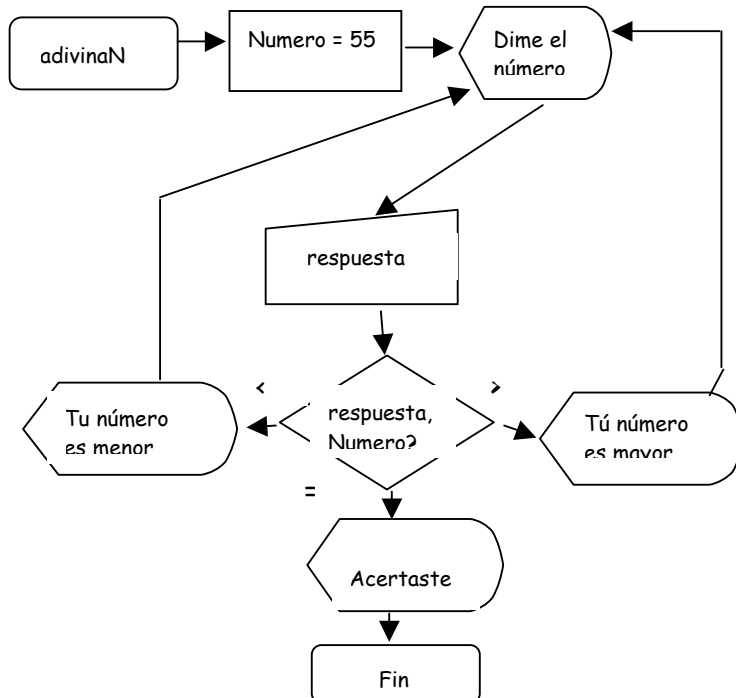 adivinaN
Numero = 55
Dime el
número
respuesta
<
>
respuesta,
Numero?
Tu número
es menor
Tú número
es mayor
=
Acertaste
Fin